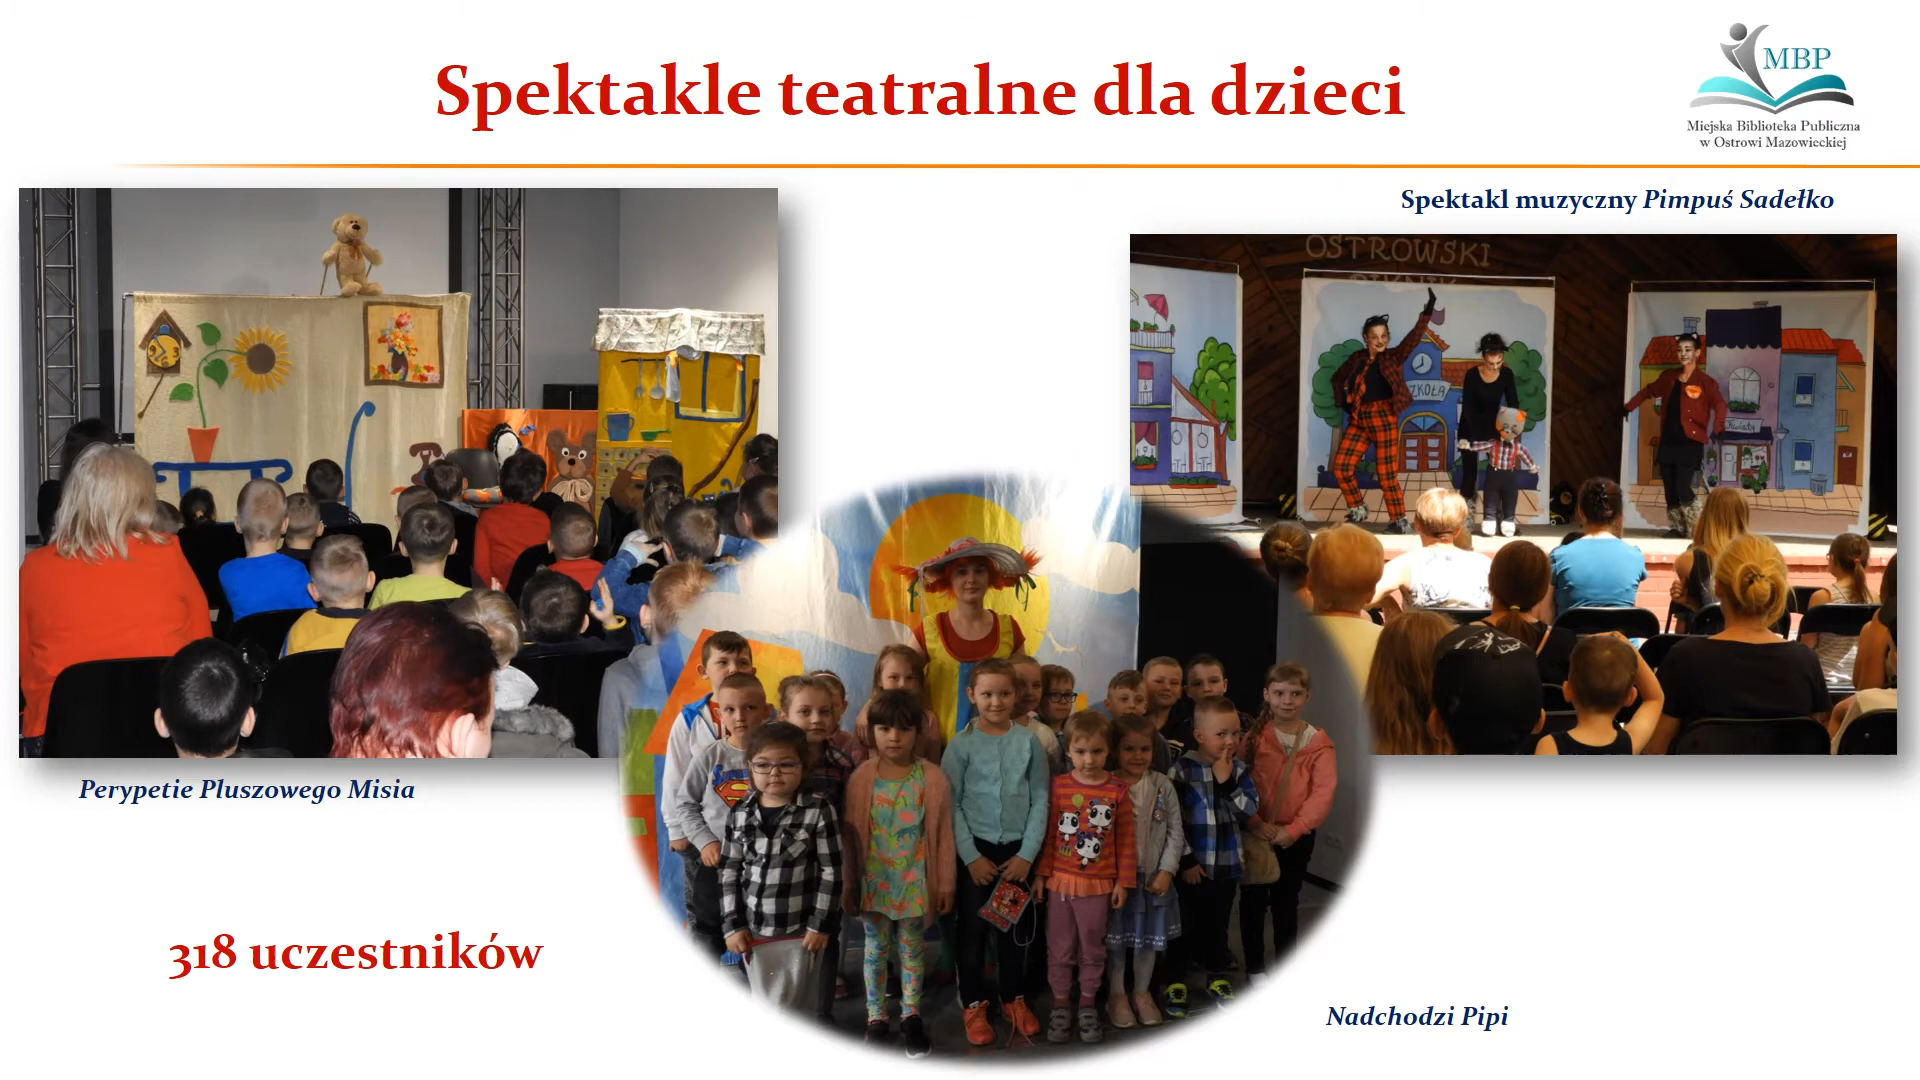 Spektakle teatralne dla dzieci
MBP
Miejska Biblioteka Publiczna
w Ostrowi Mazowieckiej
Spektakl muzyczny Pimpuś Sadełko
OSTROWSKI
Perypetie Pluszowego Misia
318 uczestników
Nadchodzi Pipi